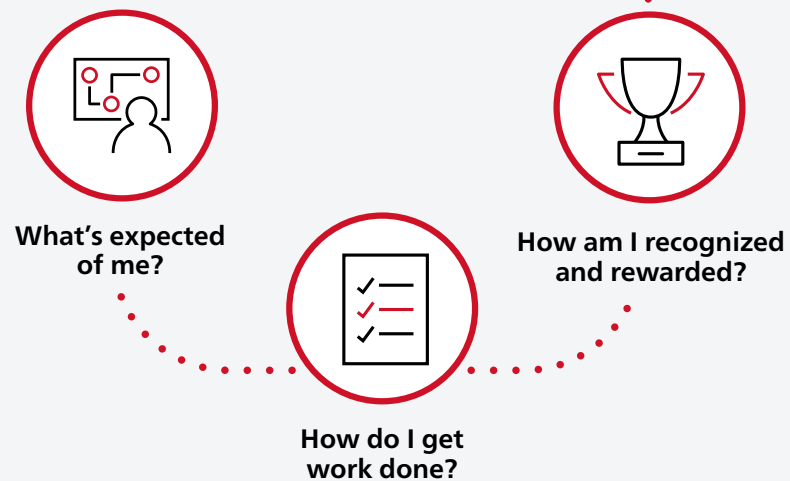 What’s expected
of me?
How do I get
work done?
How am I recognized
and rewarded?